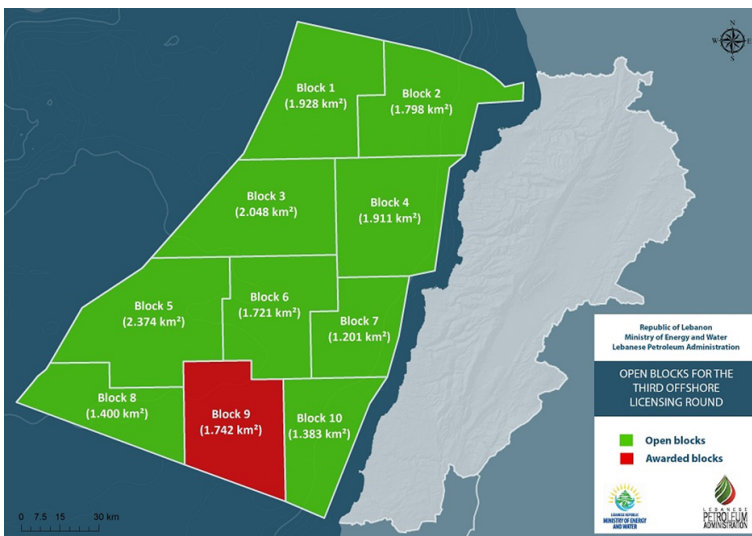 N
W
E
S
Block 1
(1.928 km²)
Block 2
(1.798 km²)
Block 3
(2.048 km²)
Block 4
(1.911 km²)
Block 5
(2.374 km²)
Block 6
(1.721 km²)
Block 7
(1.201 km²)
Block 8
(1.400 km²)
Block 9
(1.742 km²)
Block 10
(1.383 km²)
0 7.5 15 30 km
Republic of Lebanon
Ministry of Energy and Water
Lebanese Petroleum Administration
OPEN BLOCKS FOR THE
THIRD OFFSHORE
LICENSING ROUND
Open blocks
Awarded blocks
LEBANESE REPUBLIC
MINISTRY OF ENERGY
AND WATER
LEBANESE
PETROLEUM
ADMINISTRATION